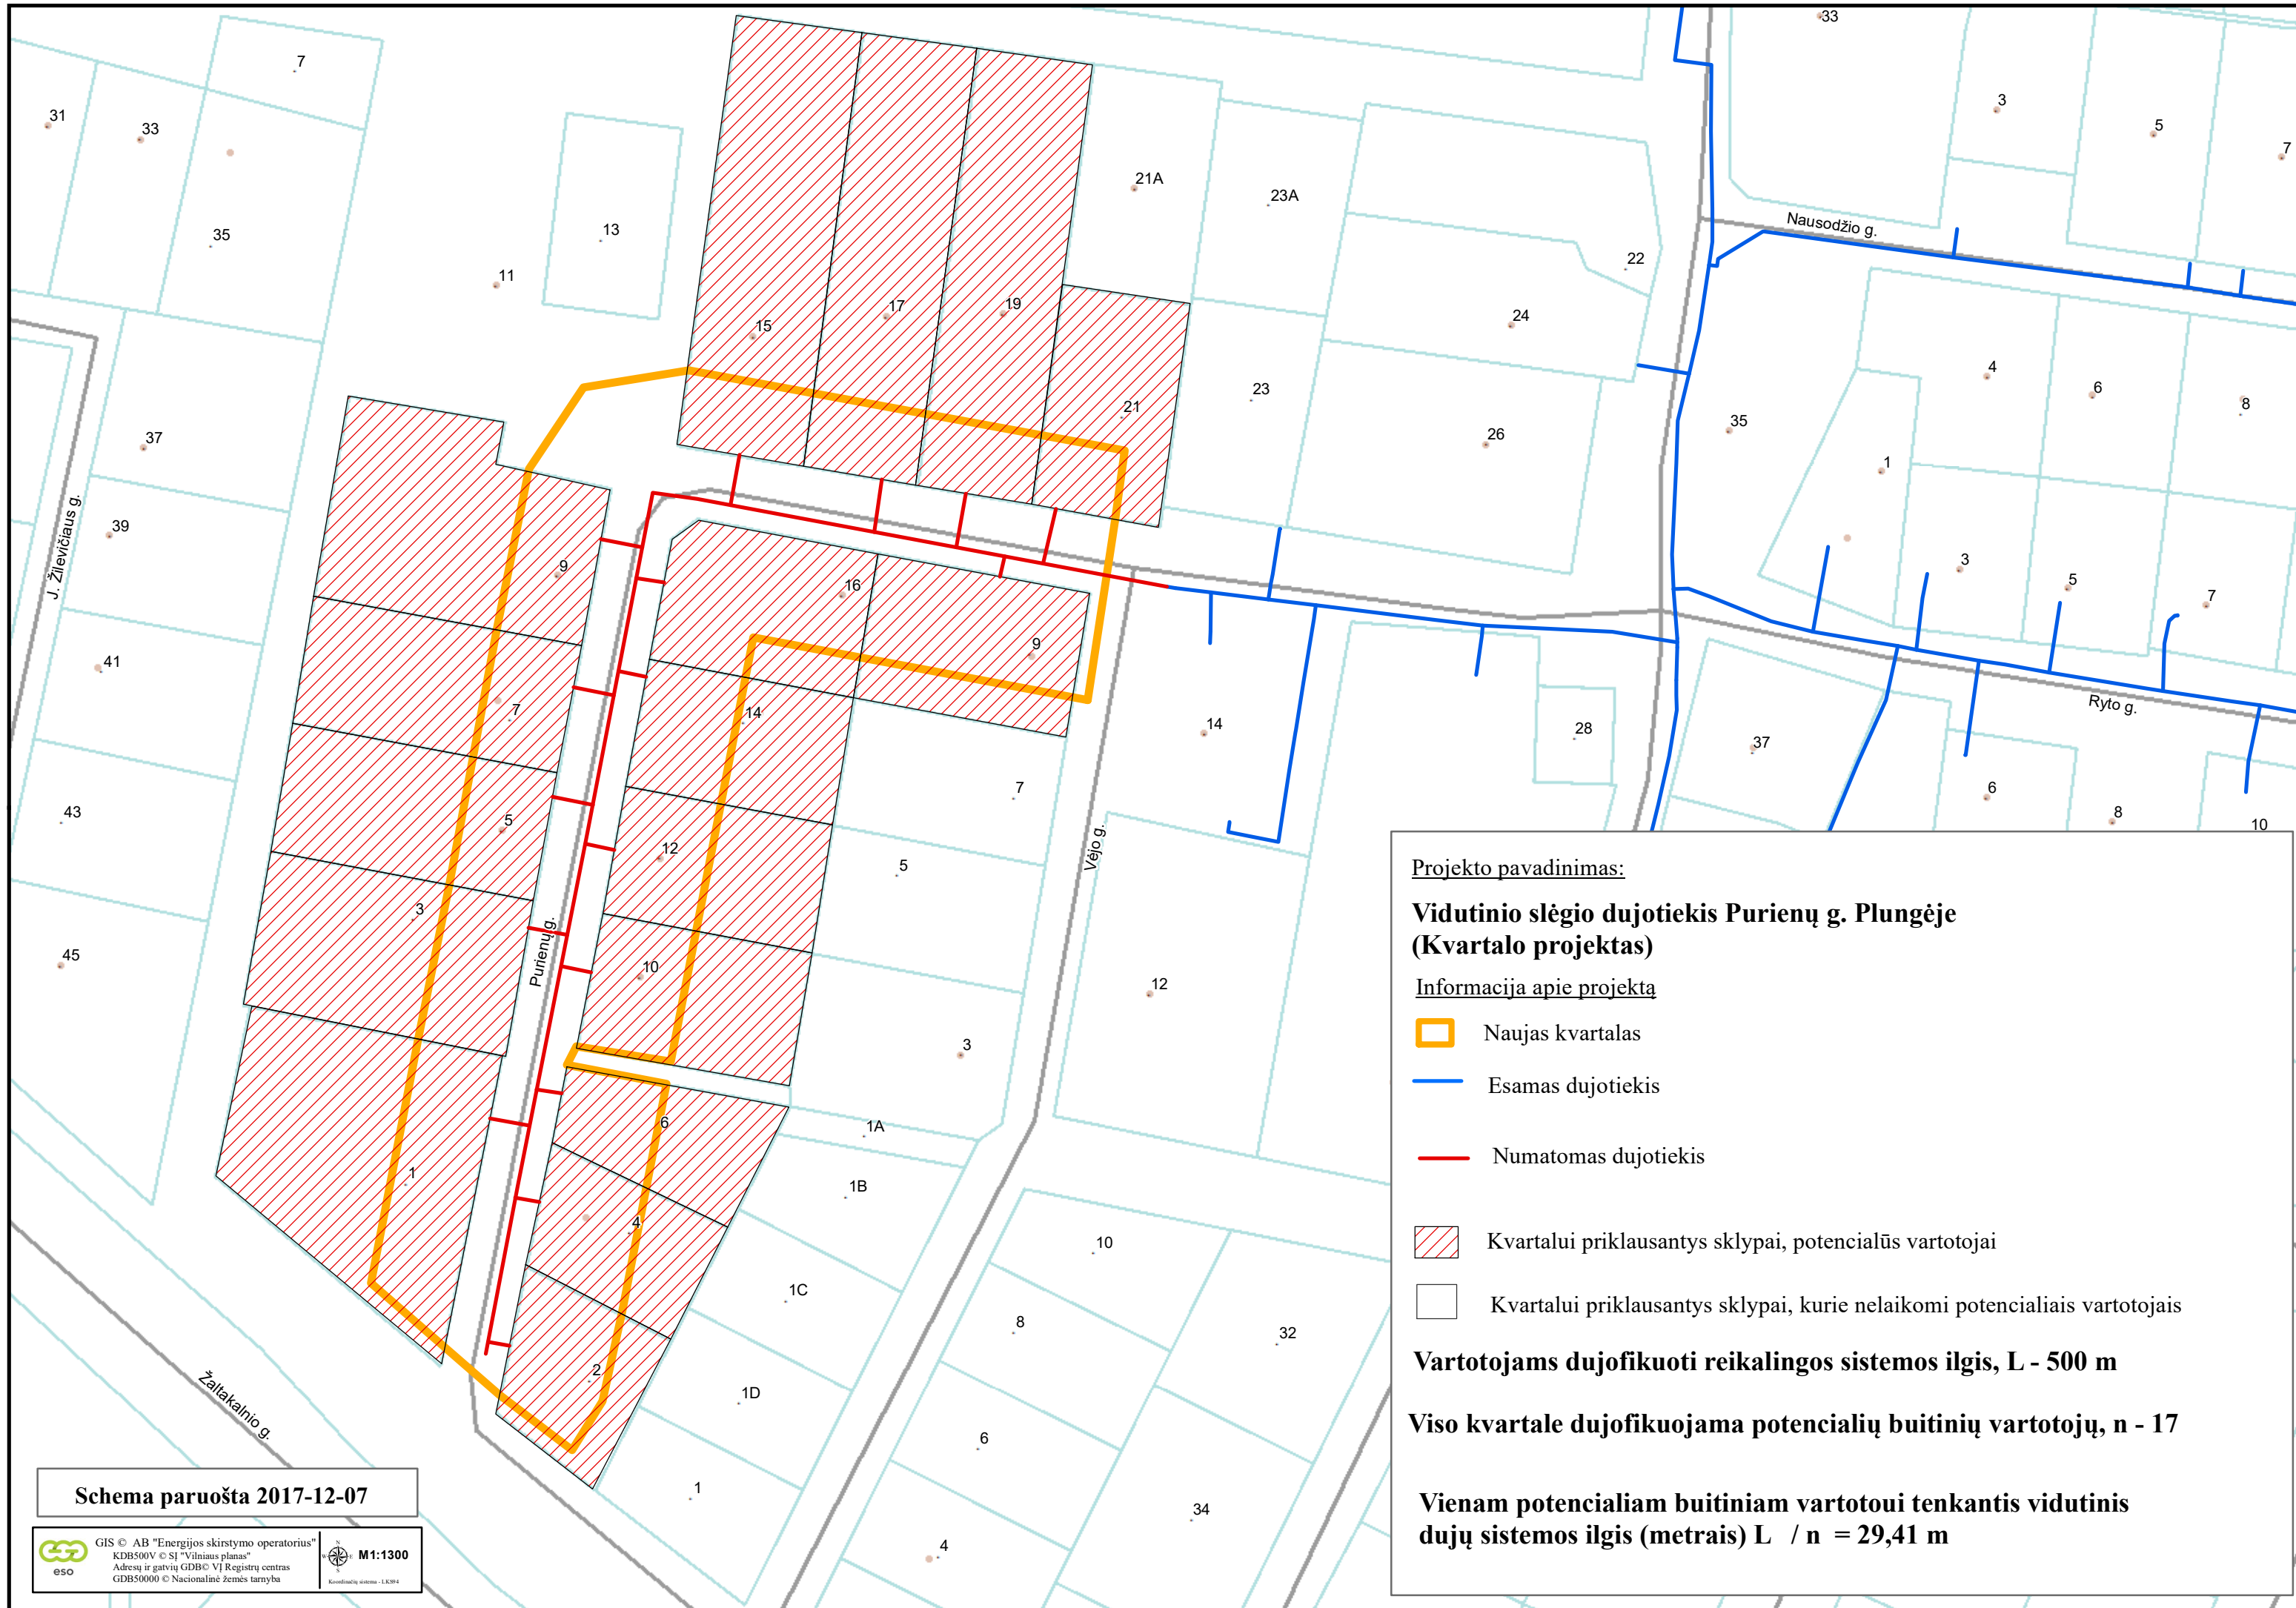 33
7
31
33
3
5
7
35
21A
23A
13
Nausodžio g.
11
22
15
17
19
24
4
6
8
21
23
26
35
37
1
J. Žilevičiaus g.
39
9
16
3
5
7
41
9
7
14
14
28
37
Ryto g.
43
5
12
7
6
8
10
Vėjo g.
5
3
Purienų g.
45
10
12
3
6
1A
1
1B
4
10
1C
8
32
2
1D
6
Žaltakalnio g.
1
34
4
Projekto pavadinimas:
Vidutinio slėgio dujotiekis Purienų g. Plungėje
(Kvartalo projektas)
Informacija apie projektą
Naujas kvartalas
Esamas dujotiekis
Numatomas dujotiekis
Kvartalui priklausantys sklypai, potencialūs vartotojai
Kvartalui priklausantys sklypai, kurie nelaikomi potencialiais vartotojais
Vartotojams dujofikuoti reikalingos sistemos ilgis, L - 500 m
Viso kvartale dujofikuojama potencialių buitinių vartotojų, n - 17
Vienam potencialiam buitiniam vartotoui tenkantis vidutinis
dujų sistemos ilgis (metrais) L / n = 29,41 m
Schema paruošta 2017-12-07
eso
GIS © AB "Energijos skirstymo operatorius"
KDB500V © SĮ "Vilniaus planas"
Adresų ir gatvių GDB© VĮ Registrų centras
GDB50000 © Nacionalinė žemės tarnyba
N
W E
S
M1:1300
Koordinačių sistema - LKS94